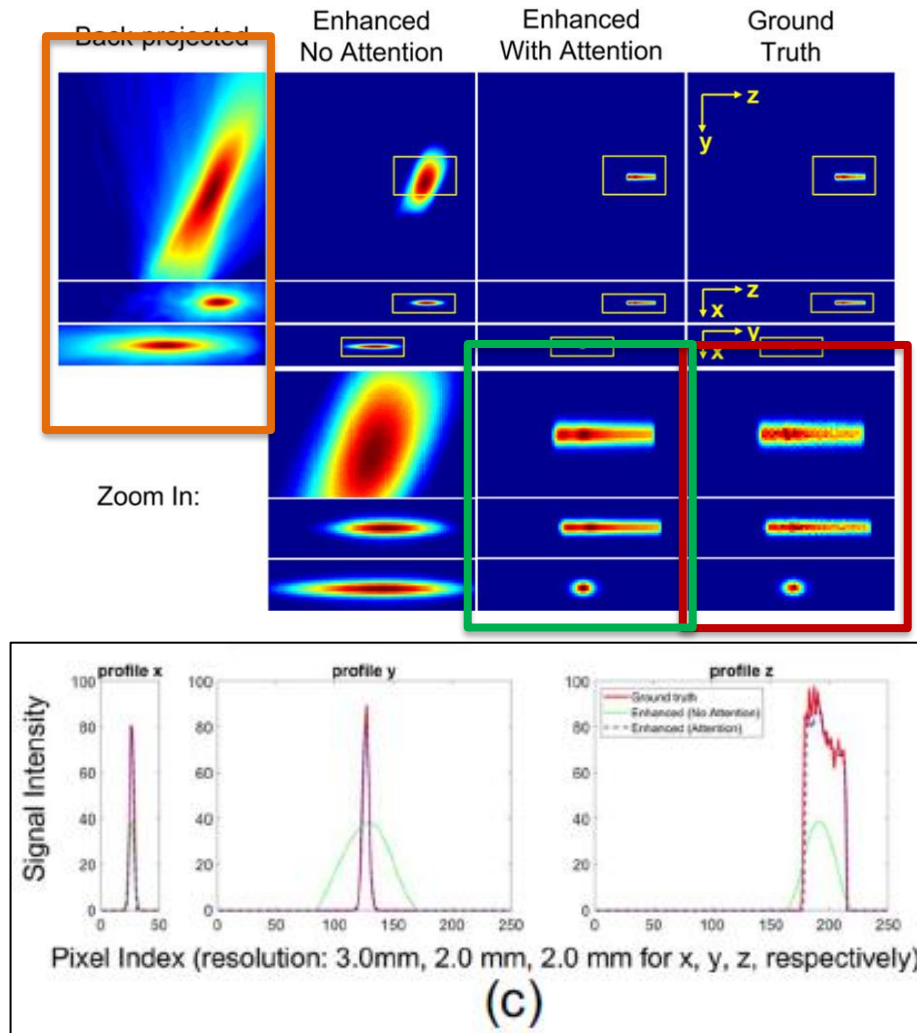 Back-projected
Enhanced
No Attention
Enhanced
With Attention
Ground
Truth
z
y
z
x
y
x
Zoom In:
profile x
profile y
profile z
100
80
60
40
20
0
0
50
100
80
60
40
20
0
0
50
100
150
200
250
100
80
60
40
20
0
0
50
100
150
200
250
Ground truth
Enhanced (No Attention)
Enhanced (Attention)
Signal Intensity
Pixel Index (resolution: 3.0mm, 2.0 mm, 2.0 mm for x, y, z, respectively)
(c)